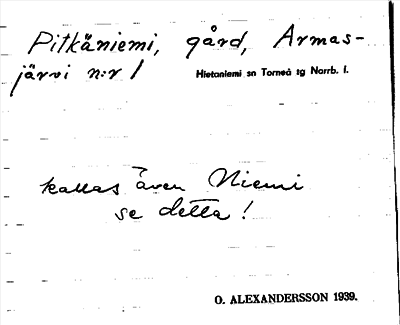 Pitkäniemi, gård, Armas-
järvi n:r 1 Hietaniemi sn Torneå tg Norrb. l.
kallas även Niemi
se detta!
O. ALEXANDERSSON 1939.